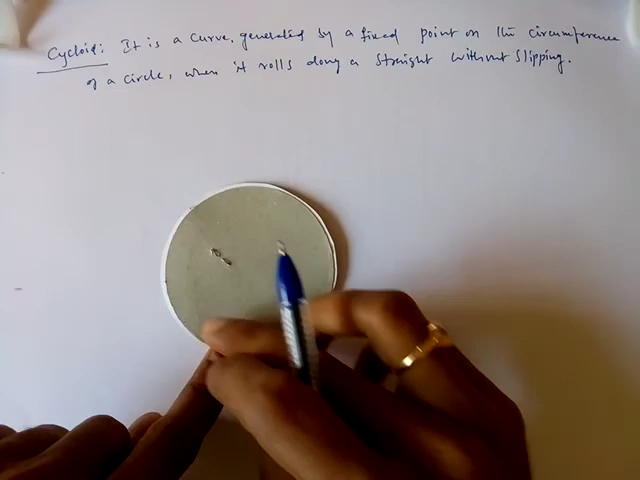 Cycloid: It is a curve, generated by a fixed point on the circumference
of a circle, when it rolls along a straight without slipping.